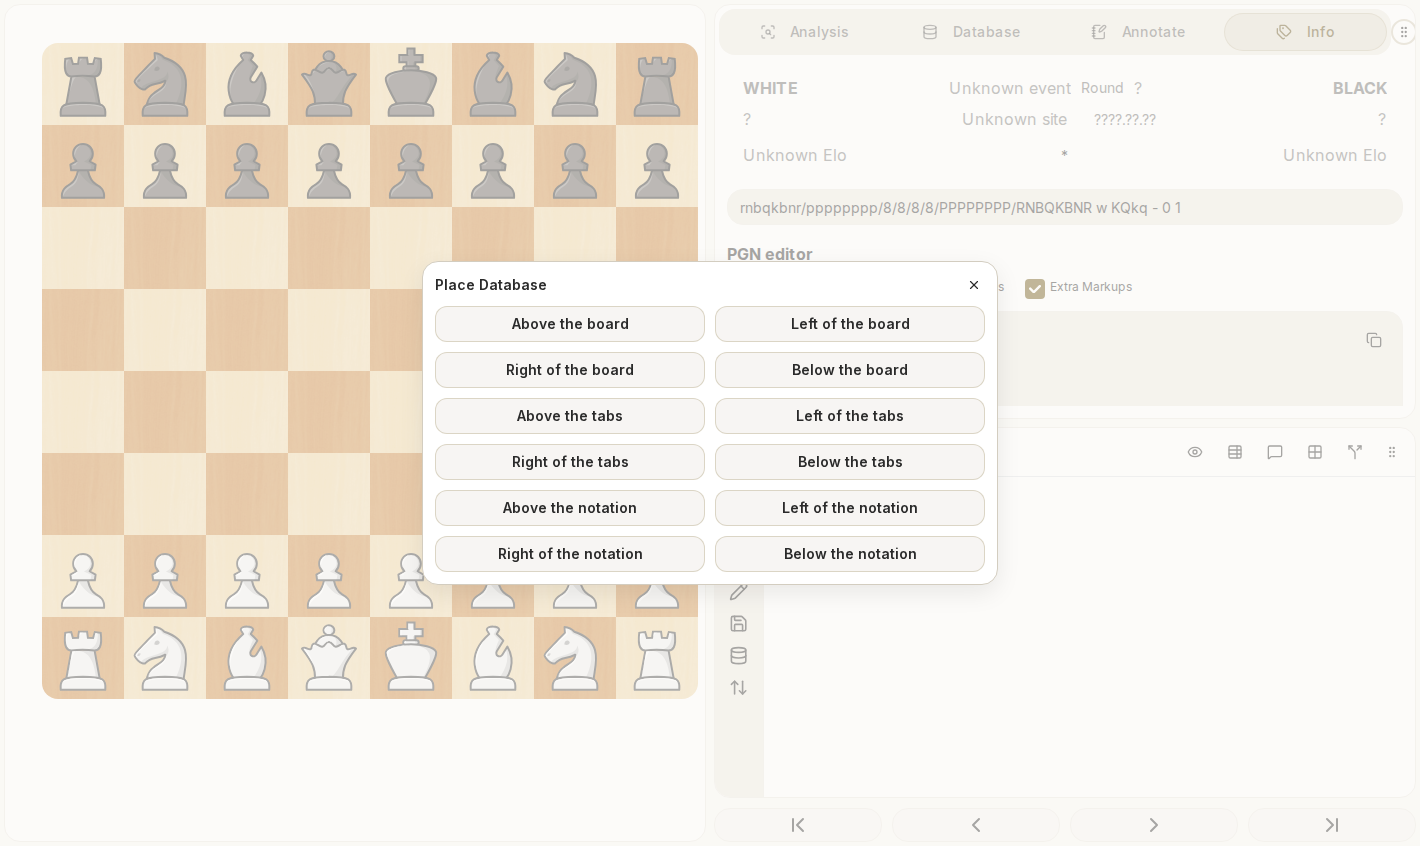 Analysis Database Annotate Info
WHITE Unknown event Round ? BLACK
? Unknown site ????.??.?? ?
Unknown Elo * Unknown Elo
rnbqkbnr/pppppppp/8/8/8/8/PPPPPPPP/RNBQKBNR w KQkq - 0 1
PGN editor
s Extra Markups
Place Database
Above the board Left of the board
Right of the board Below the board
Above the tabs Left of the tabs
Right of the tabs Below the tabs
Above the notation Left of the notation
Right of the notation Below the notation